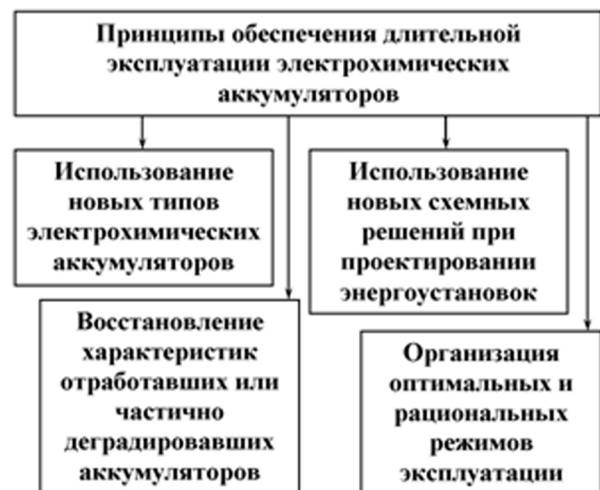 Принципы обеспечения длительной
эксплуатации электрохимических
аккумуляторов
Использование
новых типов
электрохимических
аккумуляторов
Использование
новых схемных
решений при
проектировании
энергоустановок
Восстановление
характеристик
отработавших или
частично
деградировавших
аккумуляторов
Организация
оптимальных и
рациональных
режимов
эксплуатации